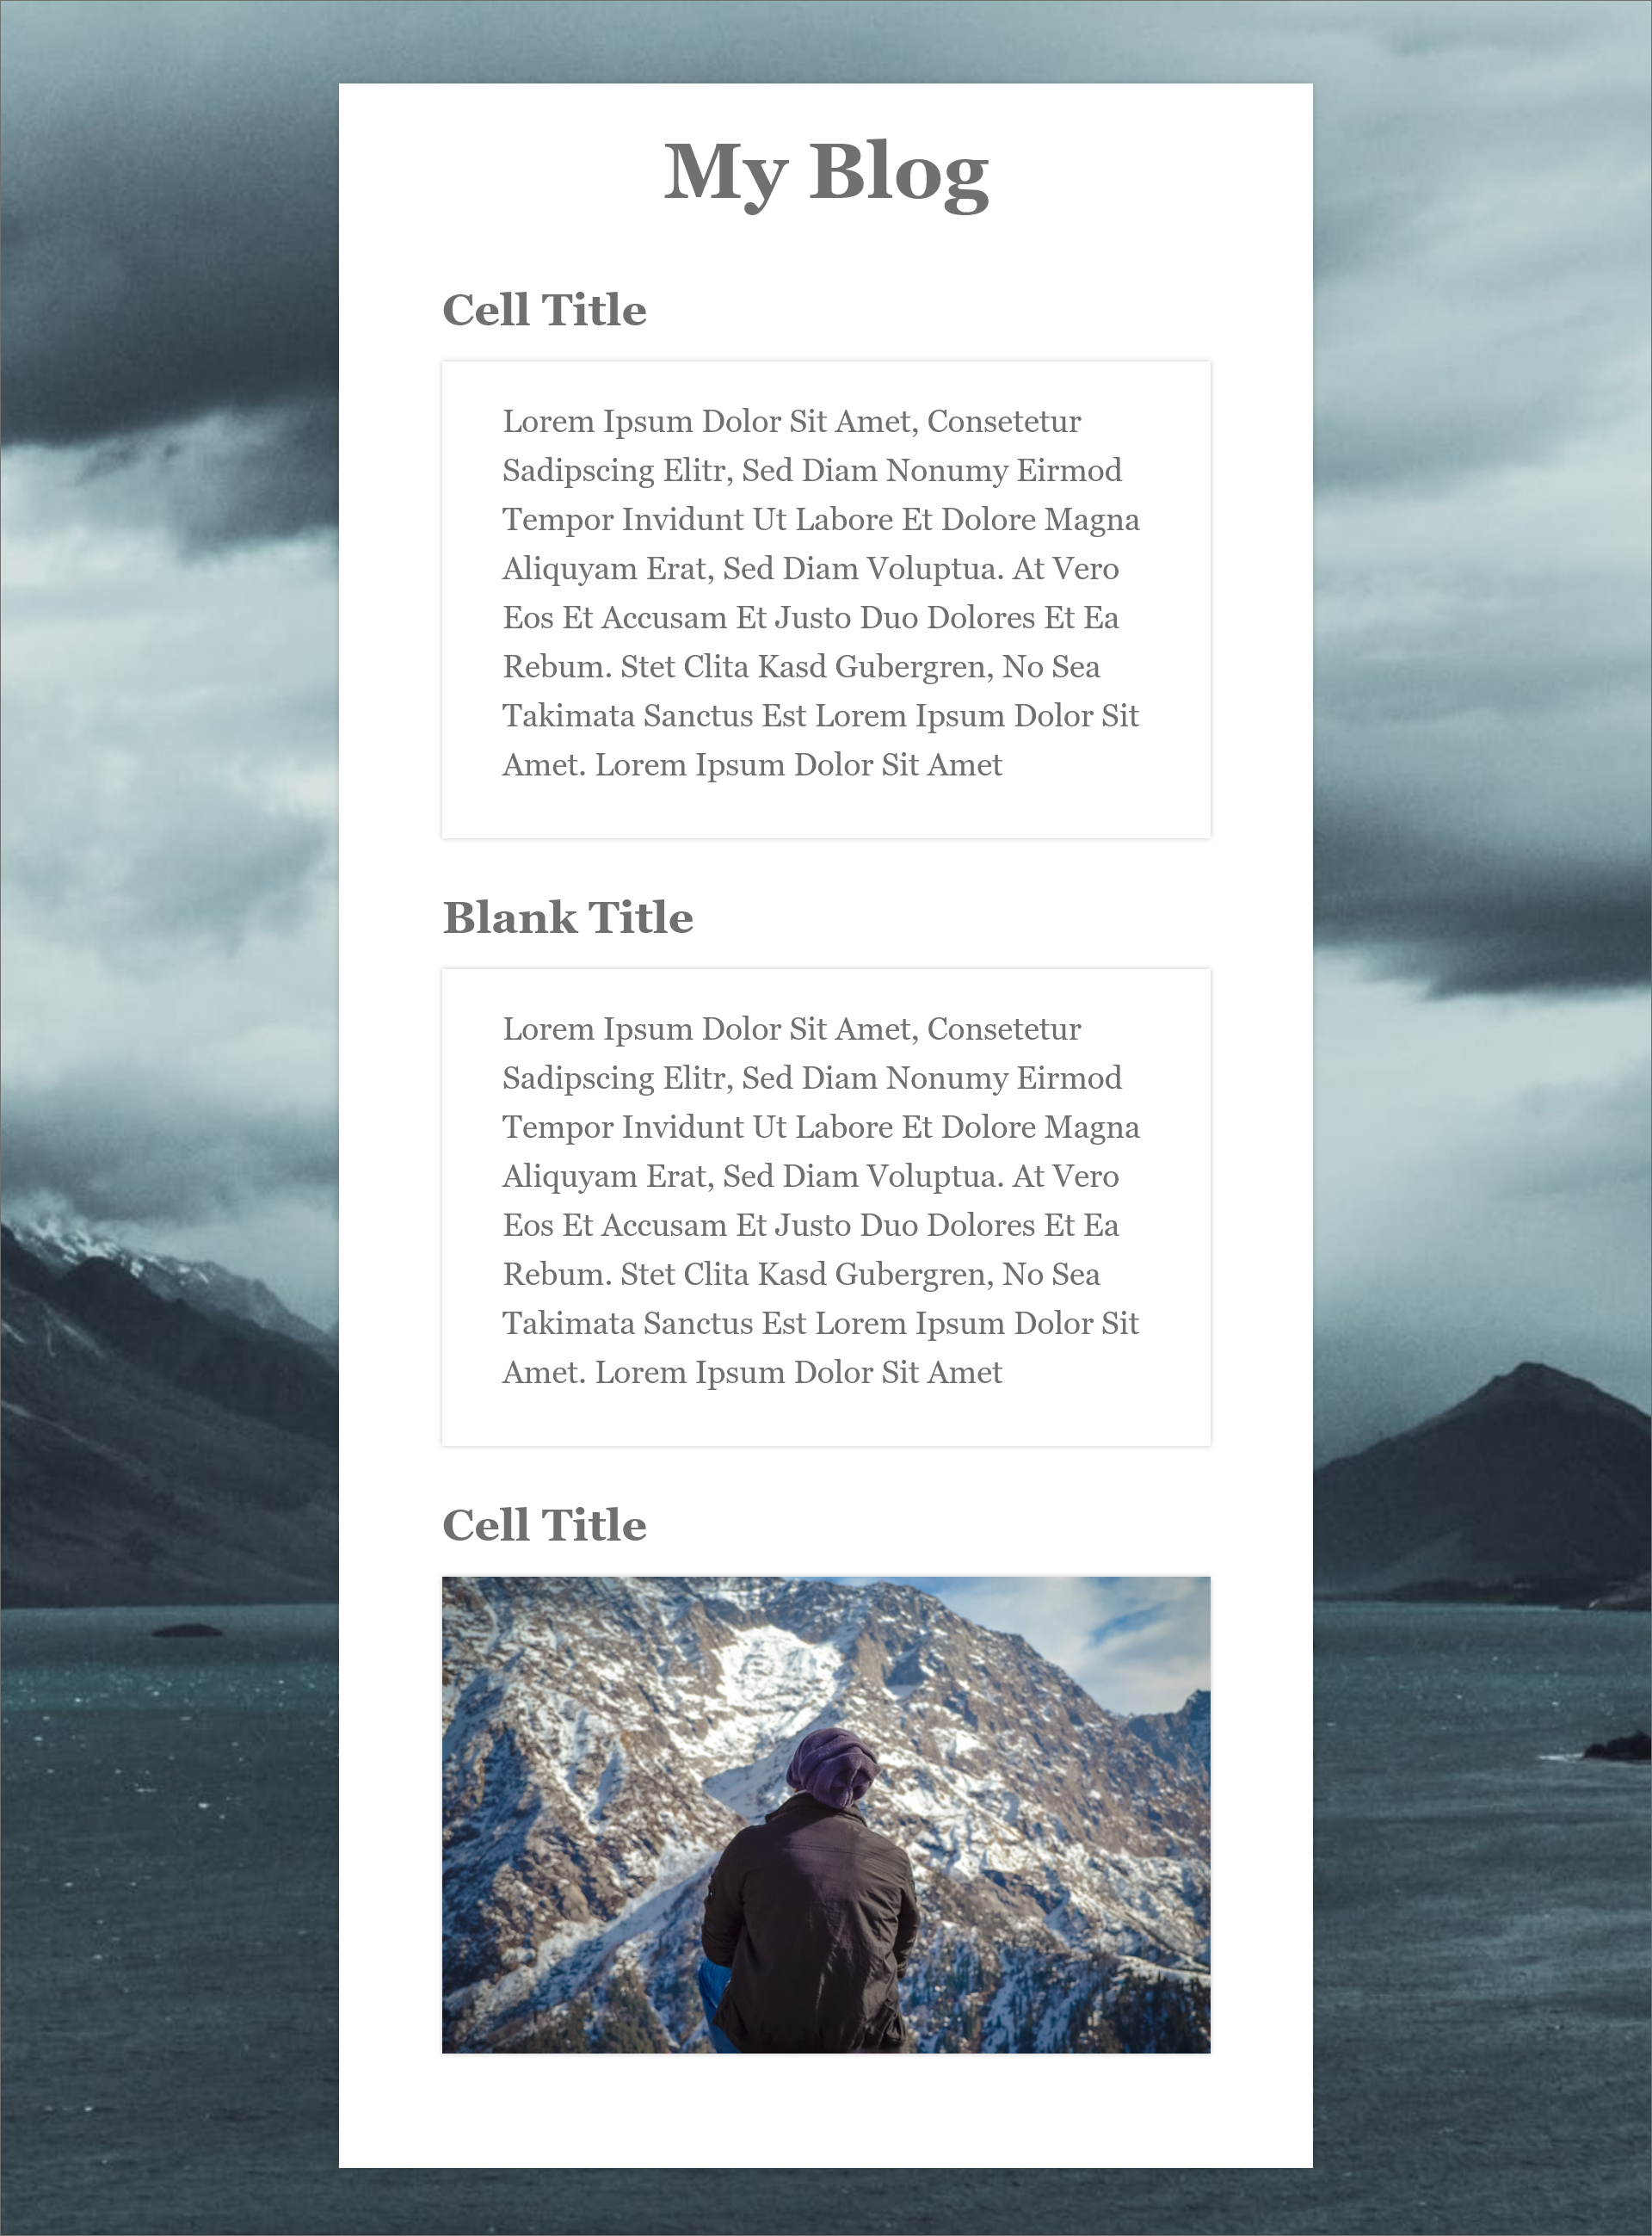 My Blog
Cell Title
Lorem Ipsum Dolor Sit Amet, Consetetur
Sadipscing Elitr, Sed Diam Nonumy Eirmod
Tempor Invidunt Ut Labore Et Dolore Magna
Aliquyam Erat, Sed Diam Voluptua. At Vero
Eos Et Accusam Et Justo Duo Dolores Et Ea
Rebum. Stet Clita Kasd Gubergren, No Sea
Takimata Sanctus Est Lorem Ipsum Dolor Sit
Amet. Lorem Ipsum Dolor Sit Amet
Blank Title
Lorem Ipsum Dolor Sit Amet, Consetetur
Sadipscing Elitr, Sed Diam Nonumy Eirmod
Tempor Invidunt Ut Labore Et Dolore Magna
Aliquyam Erat, Sed Diam Voluptua. At Vero
Eos Et Accusam Et Justo Duo Dolores Et Ea
Rebum. Stet Clita Kasd Gubergren, No Sea
Takimata Sanctus Est Lorem Ipsum Dolor Sit
Amet. Lorem Ipsum Dolor Sit Amet
Cell Title